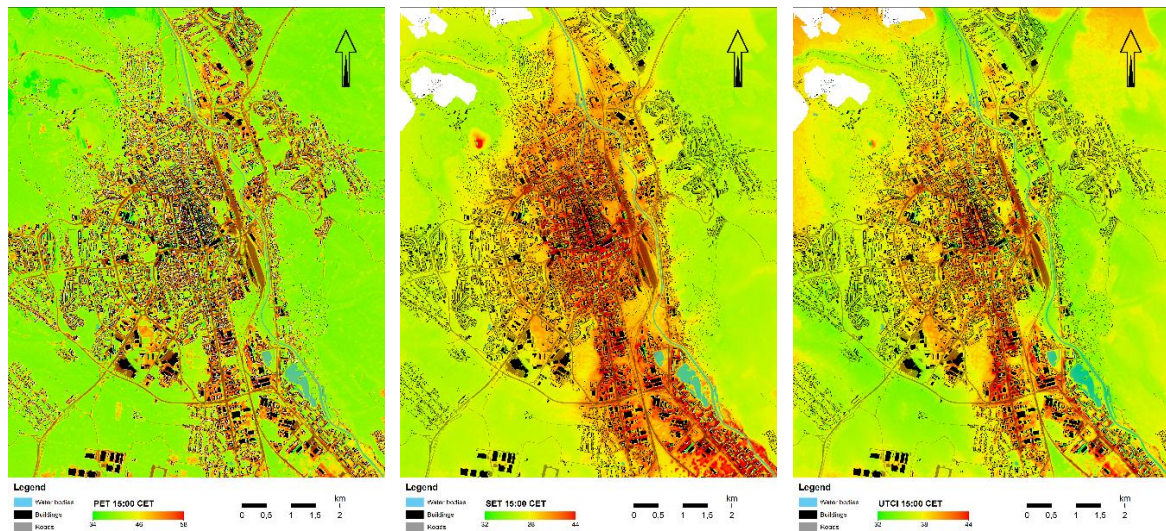 Legend
Water bodies
Buildings
Roads
PET 15:00 CET
34 46 58
km
0 0,5 1 1,5 2
Legend
Water bodies
Buildings
Roads
SET 15:00 CET
32 44
km
0 0,5 1 1,5 2
Legend
Water bodies
Buildings
Roads
UTCI 15:00 CET
32 38 44
km
0 0,5 1 1,5 2